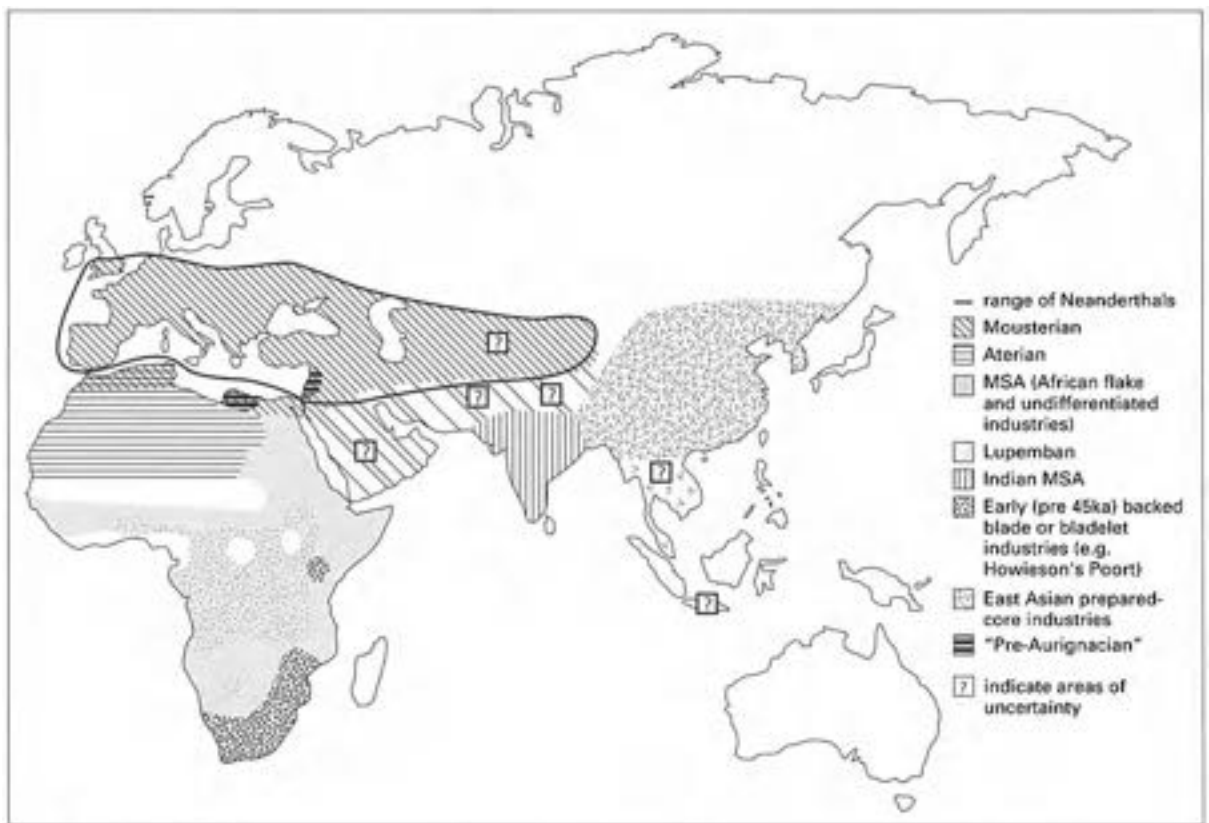 ?
?
?
?
?
?
range of Neanderthals
Mousterian
Aterian
MSA (African flake
and undifferentiated
industries)
Lupemban
Indian MSA
Early (pre 45ka) backed
blade or bladelet
industries (e.g.
Howieson's Poort)
East Asian prepared-
core industries
"Pre-Aurignacian"
? indicate areas of
uncertainty